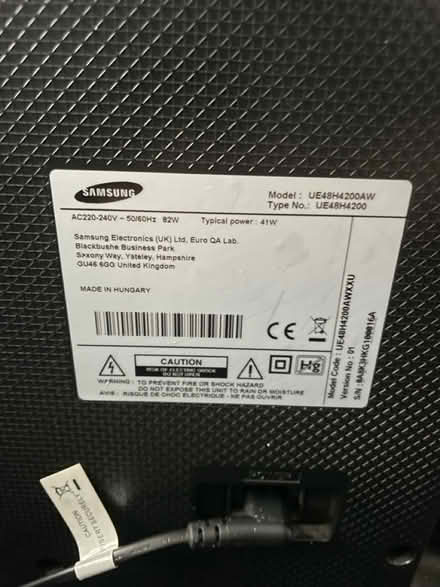 SAMSUNG
Model : UE48H4200AW
Type No.: UE48H4200
AC220-240V ~ 50/60Hz 82W Typical power : 41W
Samsung Electronics (UK) Ltd, Euro QA Lab.
Blackbushe Business Park
Saxony Way, Yateley, Hampshire
GU46 6GG United Kingdom
MADE IN HUNGARY
CE
CAUTION
RISK OF ELECTRIC SHOCK
DO NOT OPEN
WARNING : TO PREVENT FIRE OR SHOCK HAZARD
DO NOT EXPOSE THIS UNIT TO RAIN OR MOISTURE
AVIS : RISQUE DE CHOC ELECTRIQUE - NE PAS OUVRIR
Model Code : UE48H4200AWXXU
Version No : 01
S/N :
SECURELY